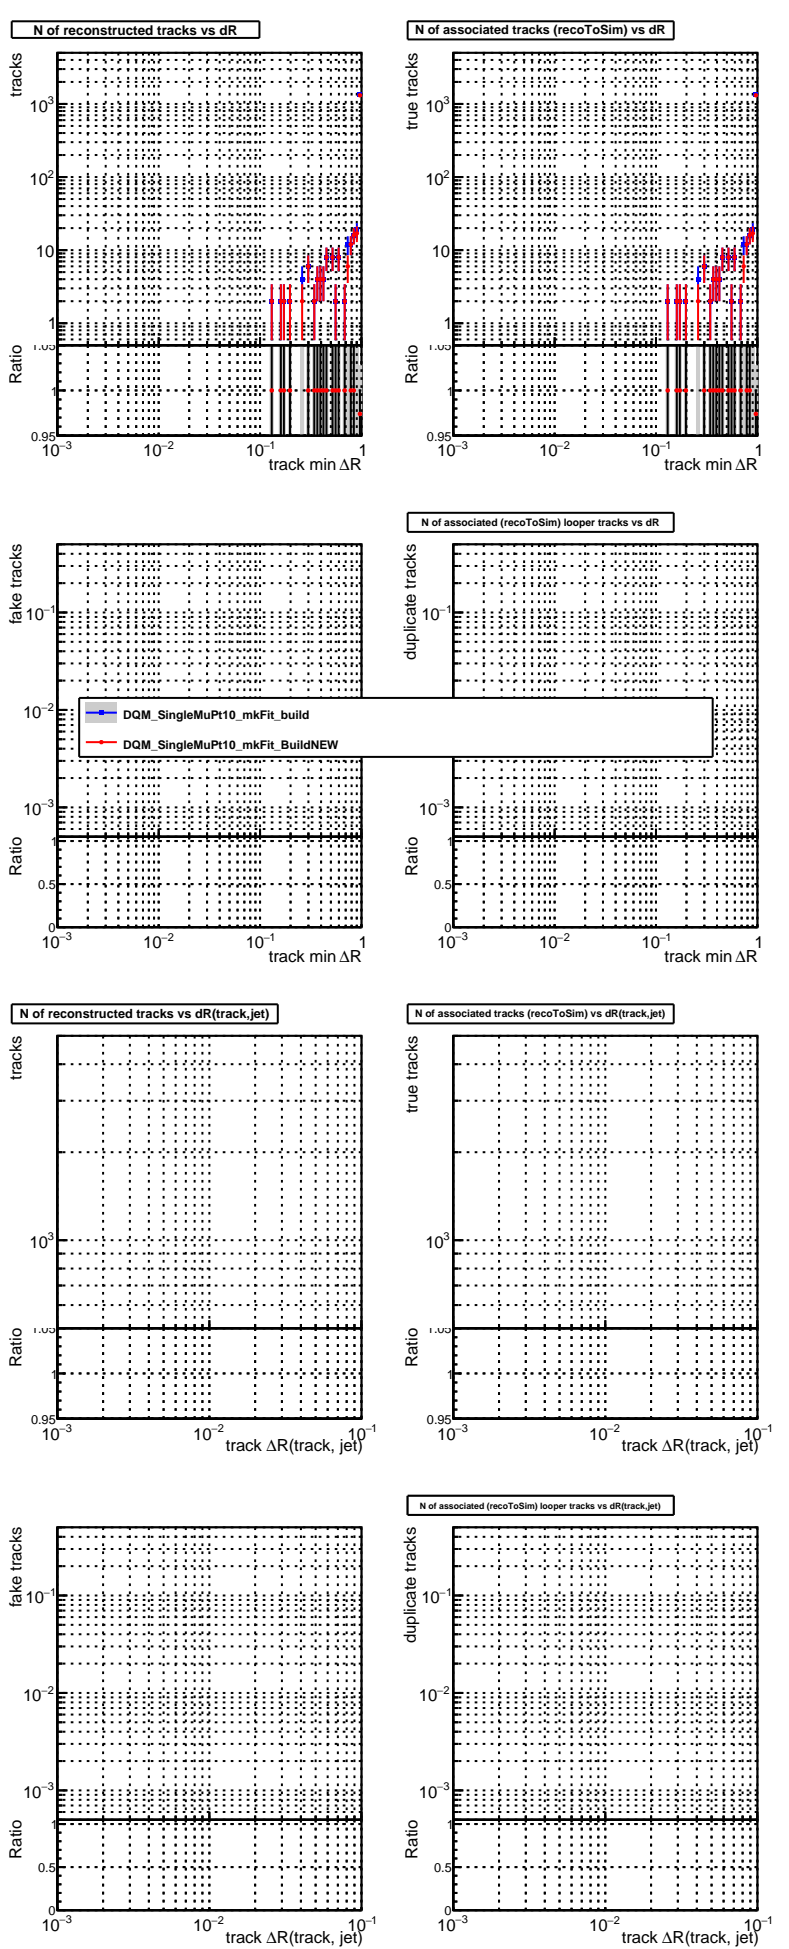 N of reconstructed tracks vs dR
tracks
10³
10²
10
1
1.05
Ratio
1
0.95
10⁻³ 10⁻² 10⁻¹ 1
track min ΔR
N of associated tracks (recoToSim) vs dR
true tracks
10³
10²
10
1
1.05
Ratio
1
0.95
10⁻³ 10⁻² 10⁻¹ 1
track min ΔR
fake tracks
10⁻¹
10⁻²
10⁻³
Ratio
1
0.5
0
10⁻³ 10⁻² 10⁻¹ 1
track min ΔR
N of associated (recoToSim) looper tracks vs dR
duplicate tracks
10⁻¹
10⁻³
Ratio
1
0.5
0
10⁻³ 10⁻² 10⁻¹ 1
track min ΔR
DQM_SingleMuPt10_mkFit_build
DQM_SingleMuPt10_mkFit_BuildNEW
N of reconstructed tracks vs dR(track,jet)
tracks
10³
1.05
Ratio
1
0.95
10⁻³ 10⁻² 10⁻¹
track ΔR(track, jet)
N of associated tracks (recoToSim) vs dR(track,jet)
true tracks
10³
1.05
Ratio
1
0.95
10⁻³ 10⁻² 10⁻¹
track ΔR(track, jet)
fake tracks
10⁻¹
10⁻²
10⁻³
Ratio
1
0.5
0
10⁻³ 10⁻² 10⁻¹
track ΔR(track, jet)
N of associated (recoToSim) looper tracks vs dR(track,jet)
duplicate tracks
10⁻¹
10⁻²
10⁻³
Ratio
1
0.5
0
10⁻³ 10⁻² 10⁻¹
track ΔR(track, jet)